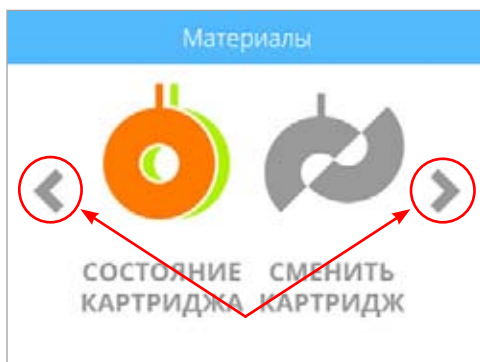 Материалы
СОСТОЯНИЕ СМЕНИТЬ
КАРТРИДЖА КАРТРИДЖ